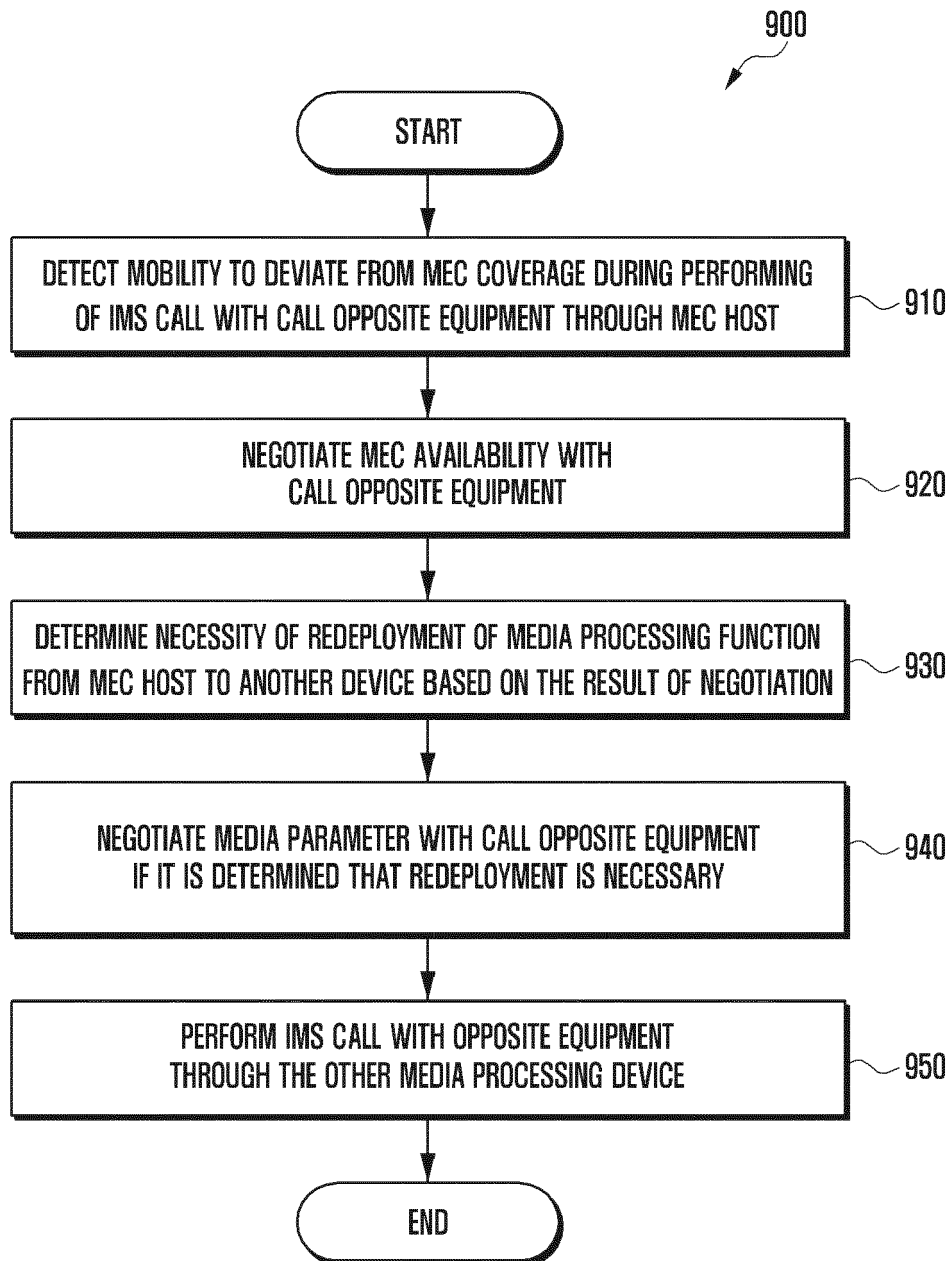 900
START
DETECT MOBILITY TO DEVIATE FROM MEC COVERAGE DURING PERFORMING
OF IMS CALL WITH CALL OPPOSITE EQUIPMENT THROUGH MEC HOST
910
NEGOTIATE MEC AVAILABILITY WITH
CALL OPPOSITE EQUIPMENT
920
DETERMINE NECESSITY OF REDEPLOYMENT OF MEDIA PROCESSING FUNCTION
FROM MEC HOST TO ANOTHER DEVICE BASED ON THE RESULT OF NEGOTIATION
930
NEGOTIATE MEDIA PARAMETER WITH CALL OPPOSITE EQUIPMENT
IF IT IS DETERMINED THAT REDEPLOYMENT IS NECESSARY
940
PERFORM IMS CALL WITH OPPOSITE EQUIPMENT
THROUGH THE OTHER MEDIA PROCESSING DEVICE
950
END